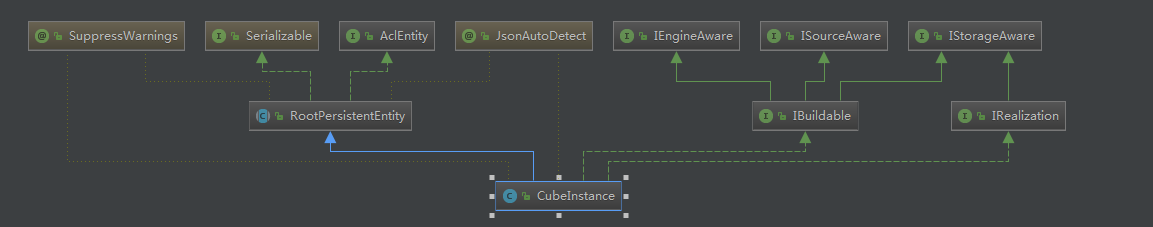 @ SuppressWarnings
I Serializable
I AclEntity
@ JsonAutoDetect
I IEngineAware
I ISourceAware
I IStorageAware
C RootPersistentEntity
I IBuildable
I IRealization
C CubeInstance